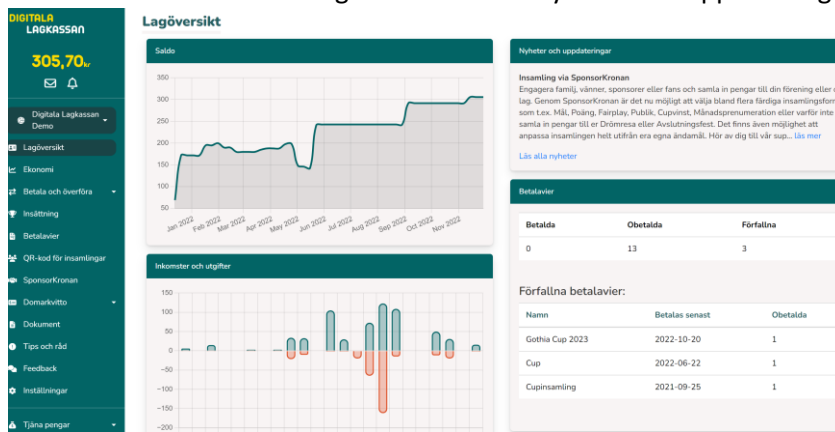 DIGITALA
LAGKASSAN
305,70kr
Digitala Lagkassan
Demo
Lagöversikt
Ekonomi
Betala och överföra
Insättning
Betalavier
QR-kod för insamlingar
SponsorKronan
Domarkvitto
Dokument
Tips och råd
Feedback
Inställningar
Tjäna pengar
Lagöversikt
Saldo
350
300
250
200
150
100
50
Jan 2022 Feb 2022 Mar 2022 Apr 2022 May 2022 Jun 2022 Jul 2022 Aug 2022 Sep 2022 Oct 2022 Nov 2022
Inkomster och utgifter
150
100
50
0
-50
-100
-150
-200
Nyheter och uppdateringar
Insamling via SponsorKronan
Engagera familj, vänner, sponsorer eller fans och samla in pengar till din förening eller
lag. Genom SponsorKronan är det nu möjligt att välja bland flera färdiga insamlingsfor
som t.ex. Mål, Poäng, Fairplay, Publik, Cupvinst, Månadsprenumeration eller varför inte
samla in pengar till er Drömresa eller Avslutningsfest. Det finns även möjlighet att
anpassa insamlingen helt utifrån era egna ändamål. Hör av dig till vår sup... läs mer
Läs alla nyheter
Betalavier
Betalda Obetalda Förfallna
0 13 3
Förfallna betalavier:
Namn Betalas senast Obetalda
Gothia Cup 2023 2022-10-20 1
Cup 2022-06-22 1
Cupinsamling 2021-09-25 1